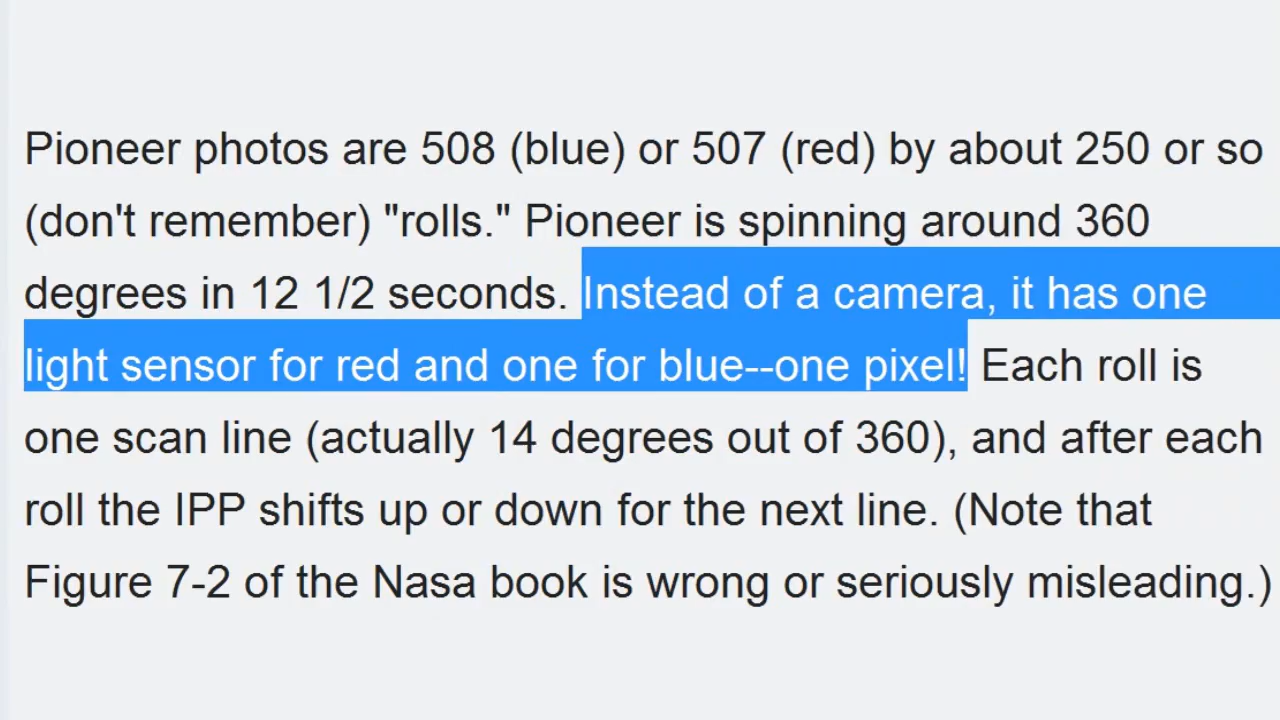 Pioneer photos are 508 (blue) or 507 (red) by about 250 or so
(don't remember) "rolls." Pioneer is spinning around 360
degrees in 12 1/2 seconds. Instead of a camera, it has one
light sensor for red and one for blue--one pixel! Each roll is
one scan line (actually 14 degrees out of 360), and after each
roll the IPP shifts up or down for the next line. (Note that
Figure 7-2 of the Nasa book is wrong or seriously misleading.)